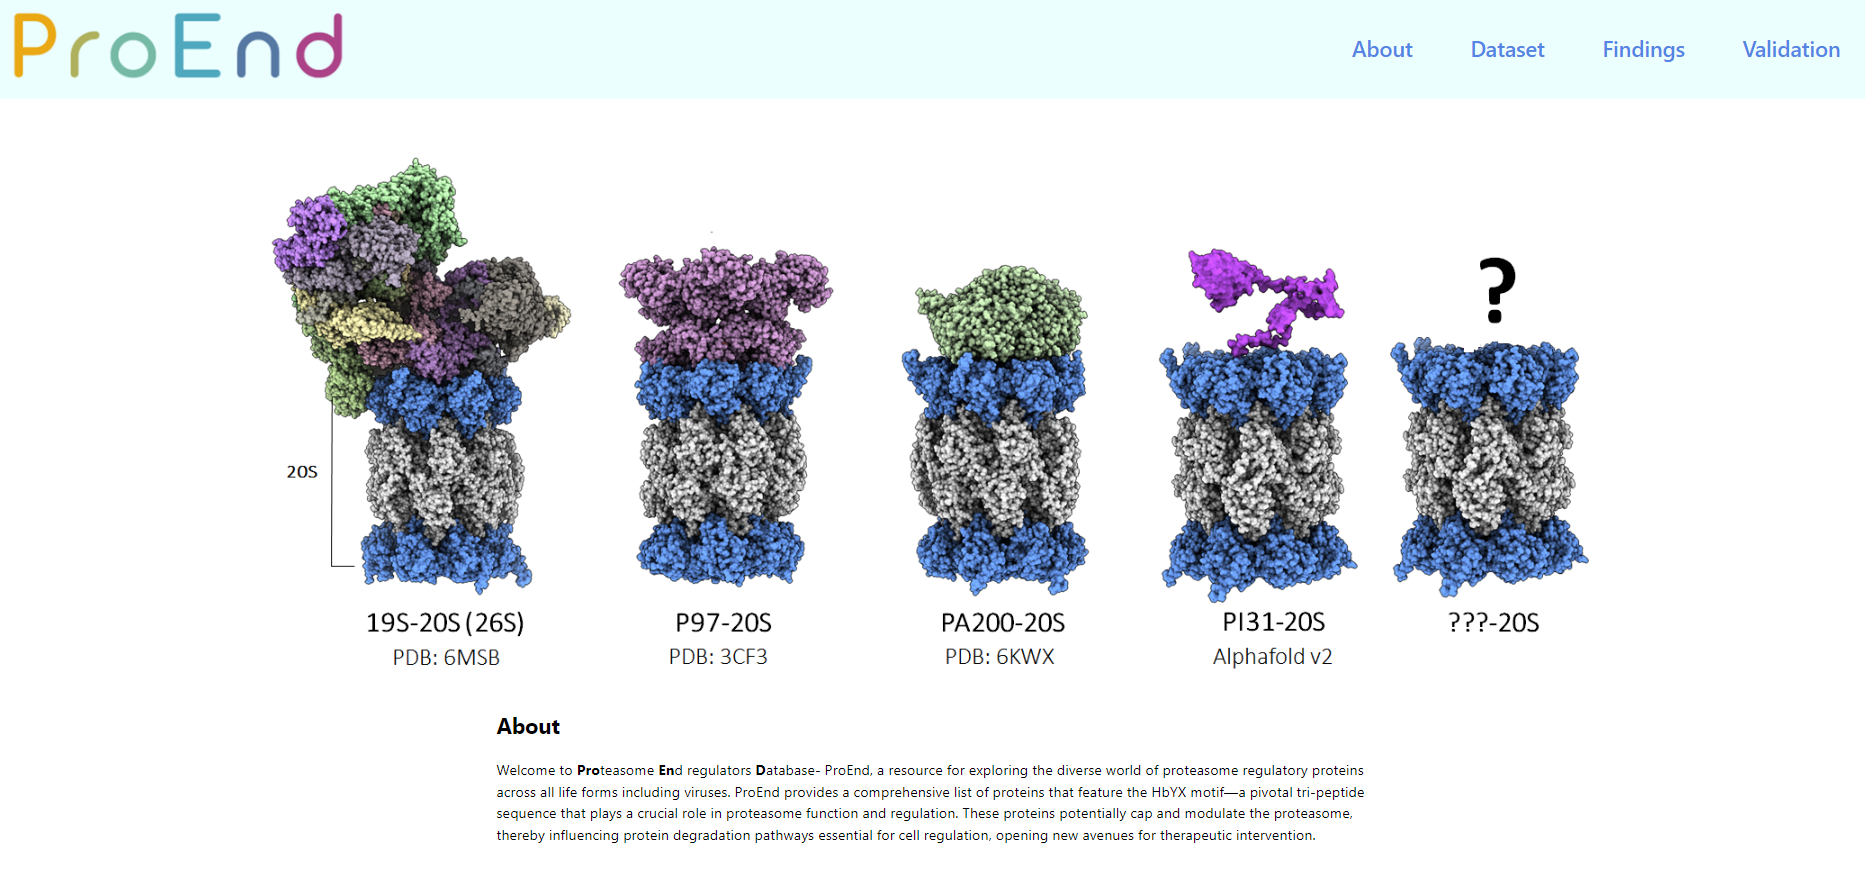 ProEnd
About Dataset Findings Validation
?
20S
19S-20S (26S) P97-20S PA200-20S PI31-20S ???-20S
PDB: 6MSB PDB: 3CF3 PDB: 6KWX Alphafold v2
About
Welcome to Proteasome End regulators Database- ProEnd, a resource for exploring the diverse world of proteasome regulatory proteins
across all life forms including viruses. ProEnd provides a comprehensive list of proteins that feature the HbYX motif—a pivotal tri-peptide
sequence that plays a crucial role in proteasome function and regulation. These proteins potentially cap and modulate the proteasome,
thereby influencing protein degradation pathways essential for cell regulation, opening new avenues for therapeutic intervention.